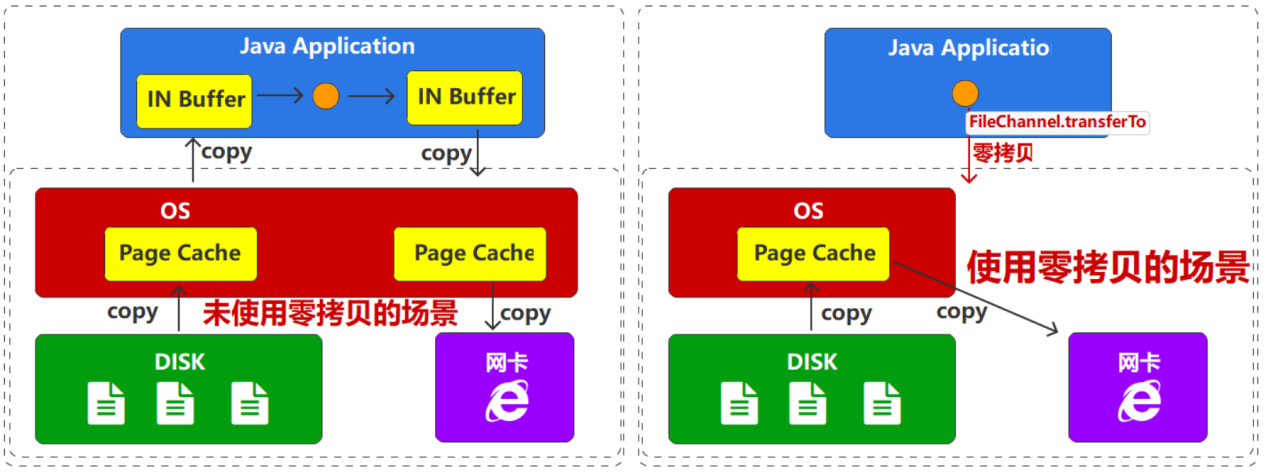 Java Application
IN Buffer
IN Buffer
copy
copy
OS
Page Cache
Page Cache
copy
未使用零拷贝的场景
copy
DISK
网卡
Java Applicatio
FileChannel.transferTo
零拷贝
OS
Page Cache
使用零拷贝的场景
copy
copy
DISK
网卡